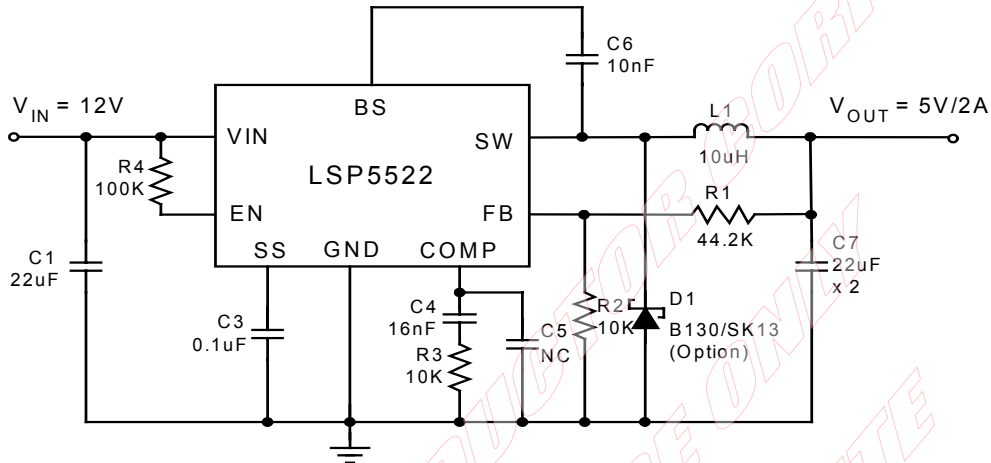 C6
10nF
V_IN = 12V
BS
L1
V_OUT = 5V/2A
VIN
SW
10uH
R4
100K
LSP5522
R1
EN
FB
44.2K
SS
GND
COMP
C7
22uF
x 2
C1
22uF
C4
16nF
R2
10K
D1
B130/SK13
(Option)
C3
0.1uF
C5
NC
R3
10K